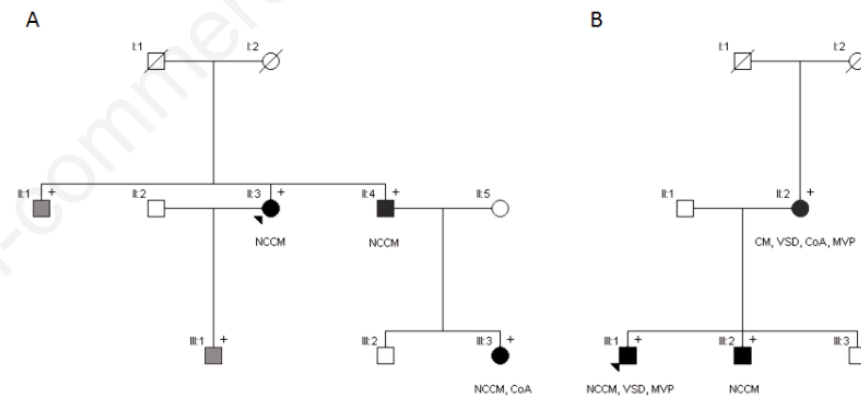 A
B
I:1
I:2
I:1
I:2
II:1
+
II:2
II:3
+
II:4
+
II:5
II:1
II:2
+
NCCM
NCCM
CM, VSD, CoA, MVP
III:1
+
III:2
III:3
+
III:1
+
III:2
+
III:3
NCCM, CoA
NCCM, VSD, MVP
NCCM